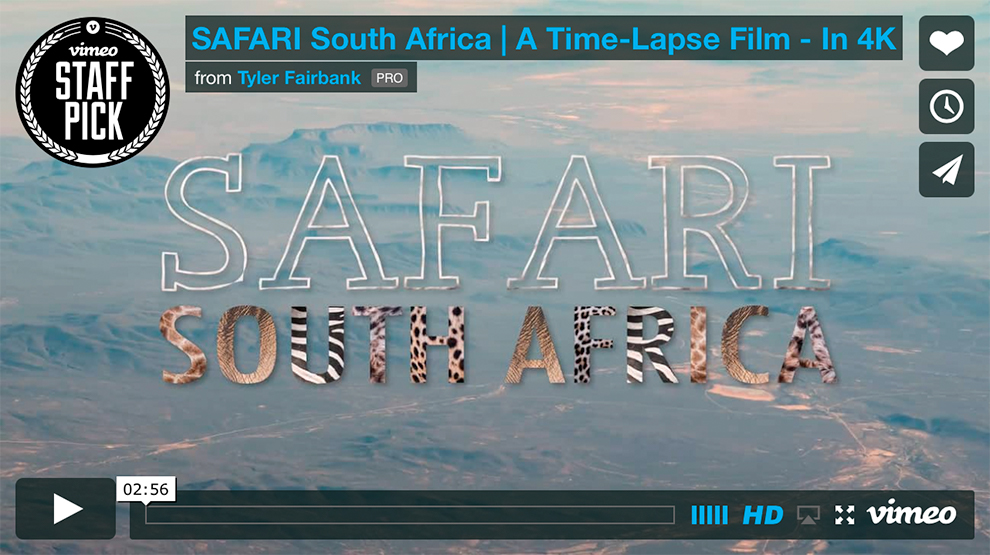 vimeo
STAFF
PICK
SAFARI South Africa | A Time-Lapse Film - In 4K
from Tyler Fairbank PRO
SAFARI
SOUTH AFRICA
02:56
HD vimeo